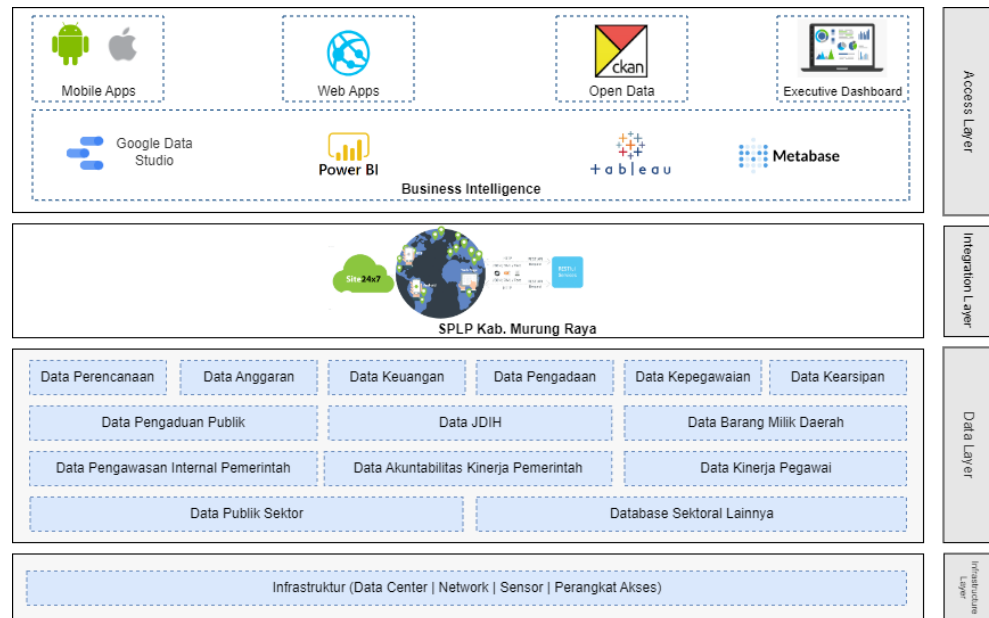 Mobile Apps
Web Apps
ckan
Open Data
Executive Dashboard
Google Data
Studio
Power BI
+ a b | e a u
Metabase
Business Intelligence
Access Layer
Site24x7
SPLP Kab. Murung Raya
Integration Layer
Data Perencanaan
Data Anggaran
Data Keuangan
Data Pengadaan
Data Kepegawaian
Data Kearsipan
Data Pengaduan Publik
Data JDIH
Data Barang Milik Daerah
Data Pengawasan Internal Pemerintah
Data Akuntabilitas Kinerja Pemerintah
Data Kinerja Pegawai
Data Publik Sektor
Database Sektoral Lainnya
Data Layer
Infrastruktur (Data Center | Network | Sensor | Perangkat Akses)
Infrastructure
Layer